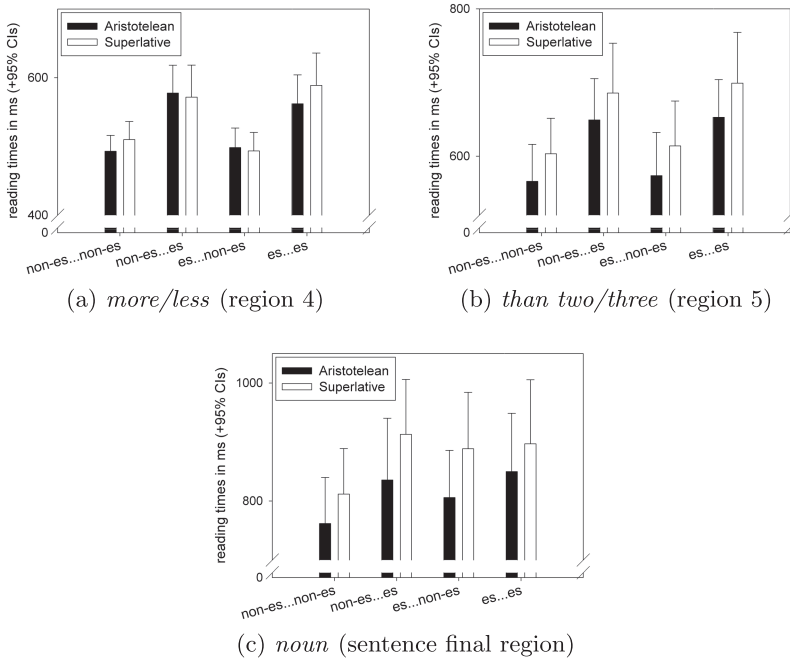 Aristotelean
Superlative
reading times in ms (+95% CIs)
600
400
0
non-es...non-es
non-es...es
es...non-es
es...es
(a) more/less (region 4)
Aristotelean
Superlative
reading times in ms (+95% CIs)
800
600
0
non-es...non-es
non-es...es
es...non-es
es...es
(b) than two/three (region 5)
Aristotelean
Superlative
reading times in ms (+95% CIs)
1000
800
0
non-es...non-es
non-es...es
es...non-es
es...es
(c) noun (sentence final region)